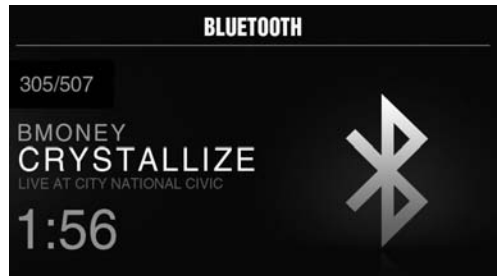 BLUETOOTH
305/507
BMONEY
CRYSTALLIZE
LIVE AT CITY NATIONAL CIVIC
1:56